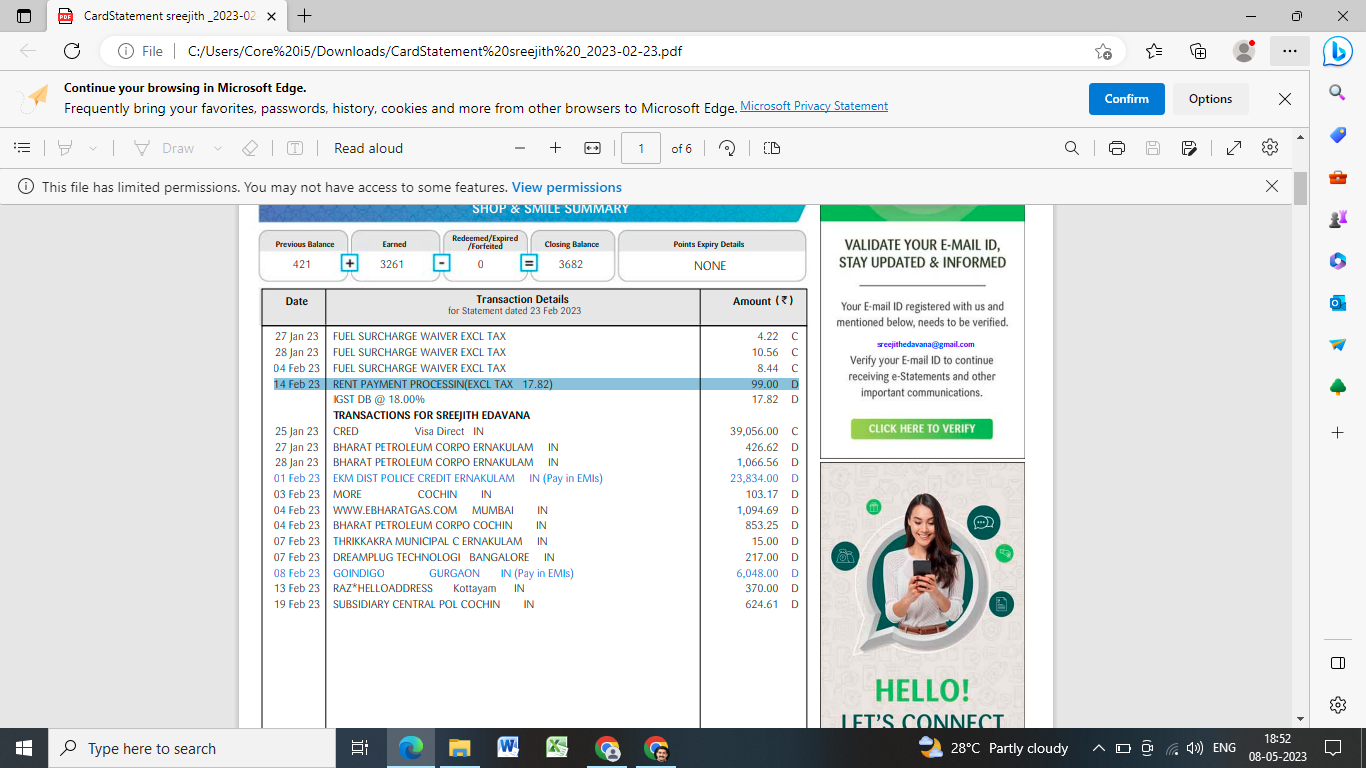 CardStatement sreejith _2023-02
File
C:/Users/Core%20i5/Downloads/CardStatement%20sreejith%20_2023-02-23.pdf
Continue your browsing in Microsoft Edge.
Frequently bring your favorites, passwords, history, cookies and more from other browsers to Microsoft Edge. Microsoft Privacy Statement
Confirm
Options
Draw
Read aloud
1 of 6
This file has limited permissions. You may not have access to some features. View permissions
SHOP & SMILE SUMMARY
Previous Balance Earned Redeemed/Expired /Forfeited Closing Balance Points Expiry Details
421 + 3261 - 0 = 3682 NONE
Date Transaction Details Amount (₹)
for Statement dated 23 Feb 2023
27 Jan 23 FUEL SURCHARGE WAIVER EXCL TAX 4.22 C
28 Jan 23 FUEL SURCHARGE WAIVER EXCL TAX 10.56 C
04 Feb 23 FUEL SURCHARGE WAIVER EXCL TAX 8.44 C
14 Feb 23 RENT PAYMENT PROCESSIN(EXCL TAX 17.82) 99.00 D
IGST DB @ 18.00% 17.82 D
TRANSACTIONS FOR SREEJITH EDAVANA
25 Jan 23 CRED Visa Direct IN 39,056.00 C
27 Jan 23 BHARAT PETROLEUM CORPO ERNAKULAM IN 426.62 D
28 Jan 23 BHARAT PETROLEUM CORPO ERNAKULAM IN 1,066.56 D
01 Feb 23 EKM DIST POLICE CREDIT ERNAKULAM IN (Pay in EMIs) 23,834.00 D
03 Feb 23 MORE COCHIN IN 103.17 D
04 Feb 23 WWW.EBHARATGAS.COM MUMBAI IN 1,094.69 D
04 Feb 23 BHARAT PETROLEUM CORPO COCHIN IN 853.25 D
07 Feb 23 THRIKKAKRA MUNICIPAL C ERNAKULAM IN 15.00 D
07 Feb 23 DREAMPLUG TECHNOLOGI BANGALORE IN 217.00 D
08 Feb 23 GOINDIGO GURGAON IN (Pay in EMIs) 6,048.00 D
13 Feb 23 RAZ*HELLOADDRESS Kottayam IN 370.00 D
19 Feb 23 SUBSIDIARY CENTRAL POL COCHIN IN 624.61 D
VALIDATE YOUR E-MAIL ID,
STAY UPDATED & INFORMED
Your E-mail ID registered with us and
mentioned below, needs to be verified.
sreejithedavana@gmail.com
Verify your E-mail ID to continue
receiving e-Statements and other
important communications.
CLICK HERE TO VERIFY
HELLO!
LET'S CONNECT
Type here to search
28°C Partly cloudy
ENG
18:52
08-05-2023